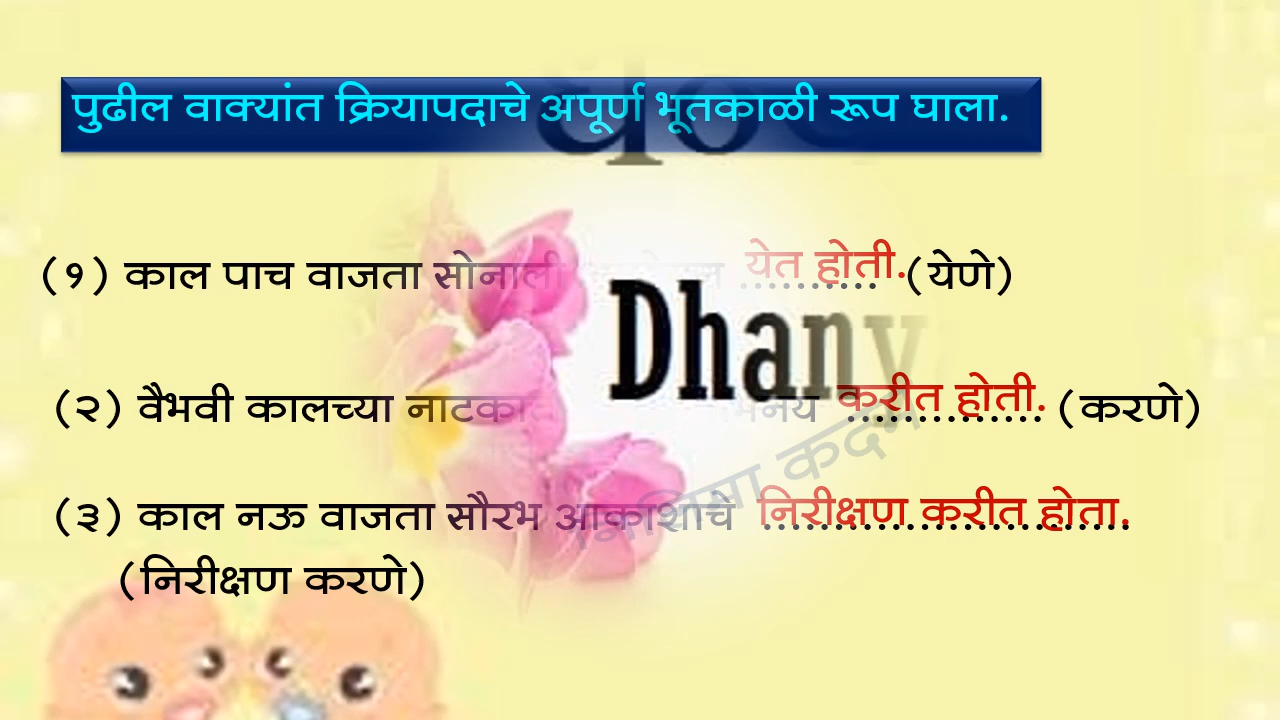 पुढील वाक्यांत क्रियापदाचे अपूर्ण भूतकाळी रूप घाला.
(१) काल पाच वाजता सोनाली .......... येत होती. (येणे)
Dhany
(२) वैभवी कालच्या .............. करीत होती. (करणे)
(३) काल नऊ वाजता सौरभ आकाशाचे .......................... निरीक्षण करीत होता.
(निरीक्षण करणे)